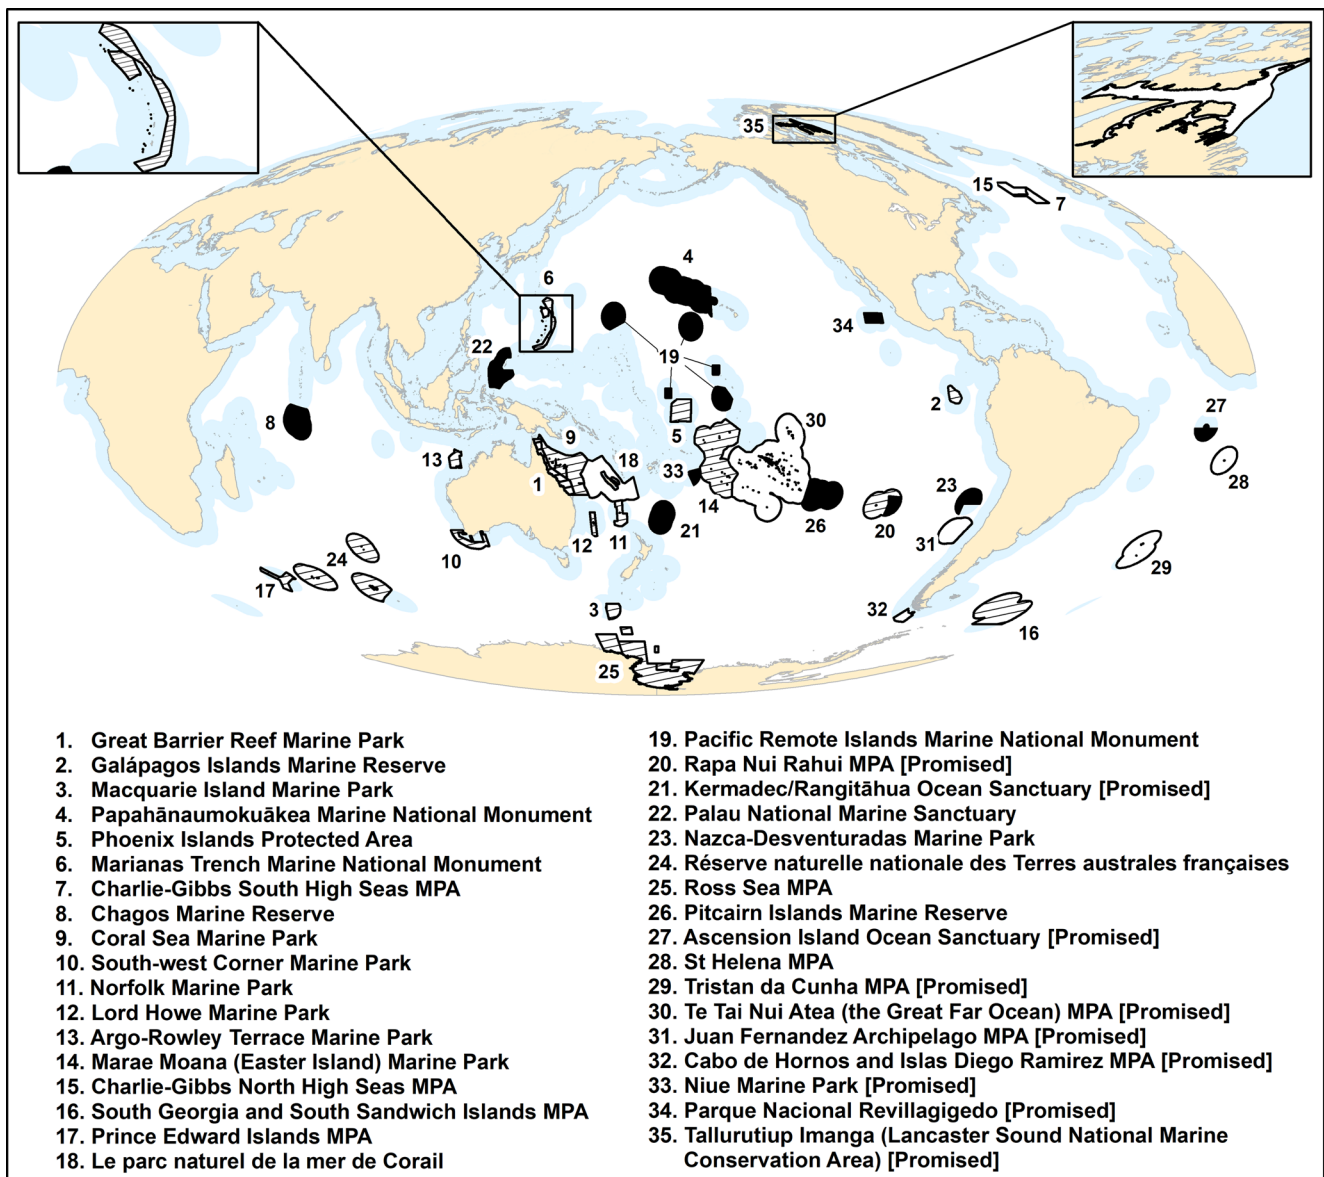 35
15
7
4
6
34
19
22
2
27
8
30
9
5
13
18
33
28
1
23
14
26
20
21
31
12
11
10
24
29
17
3
32
16
25
1. Great Barrier Reef Marine Park
2. Galápagos Islands Marine Reserve
3. Macquarie Island Marine Park
4. Papahānaumokuākea Marine National Monument
5. Phoenix Islands Protected Area
6. Marianas Trench Marine National Monument
7. Charlie-Gibbs South High Seas MPA
8. Chagos Marine Reserve
9. Coral Sea Marine Park
10. South-west Corner Marine Park
11. Norfolk Marine Park
12. Lord Howe Marine Park
13. Argo-Rowley Terrace Marine Park
14. Marae Moana (Easter Island) Marine Park
15. Charlie-Gibbs North High Seas MPA
16. South Georgia and South Sandwich Islands MPA
17. Prince Edward Islands MPA
18. Le parc naturel de la mer de Corail
19. Pacific Remote Islands Marine National Monument
20. Rapa Nui Rahui MPA [Promised]
21. Kermadec/Rangitāhua Ocean Sanctuary [Promised]
22. Palau National Marine Sanctuary
23. Nazca-Desventuradas Marine Park
24. Réserve naturelle nationale des Terres australes françaises
25. Ross Sea MPA
26. Pitcairn Islands Marine Reserve
27. Ascension Island Ocean Sanctuary [Promised]
28. St Helena MPA
29. Tristan da Cunha MPA [Promised]
30. Te Tai Nui Atea (the Great Far Ocean) MPA [Promised]
31. Juan Fernandez Archipelago MPA [Promised]
32. Cabo de Hornos and Islas Diego Ramirez MPA [Promised]
33. Niue Marine Park [Promised]
34. Parque Nacional Revillagigedo [Promised]
35. Tallurutiup Imanga (Lancaster Sound National Marine
Conservation Area) [Promised]